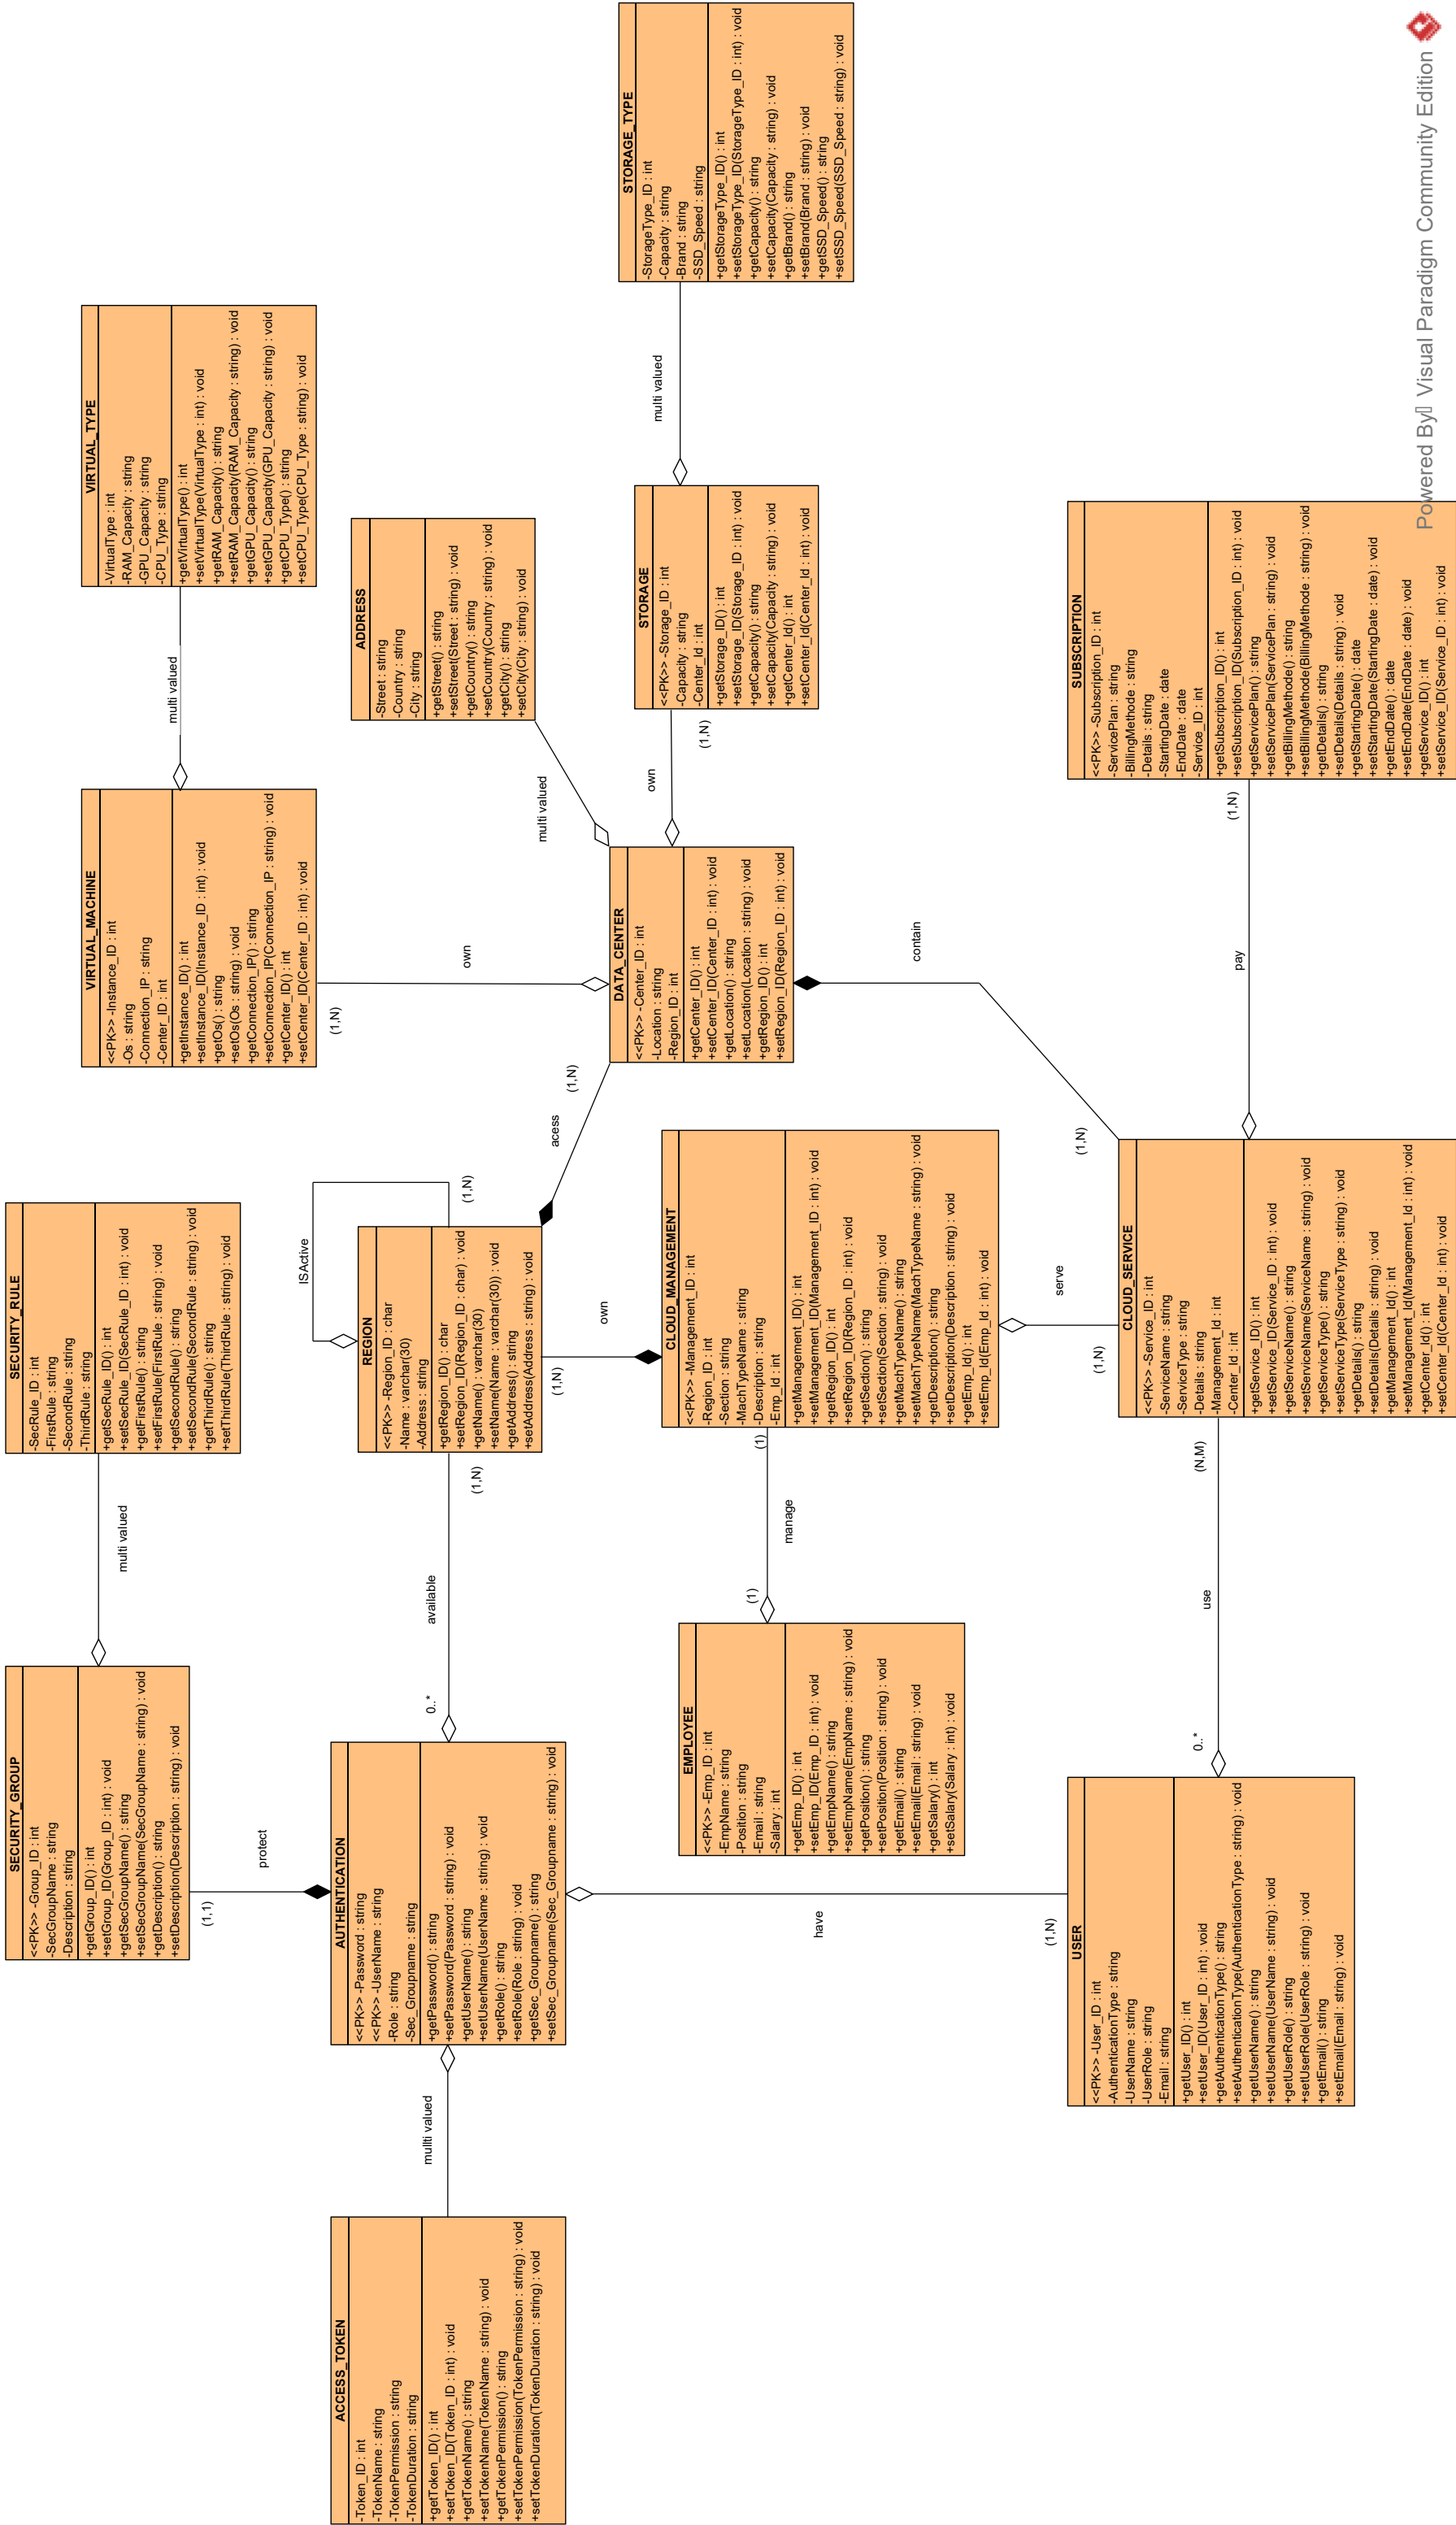 SECURITY_GROUP
<<PK>> -Group_ID : int
-SecGroupName : string
-Description : string
+getGroup_ID() : int
+setGroup_ID(Group_ID : int) : void
+getSecGroupName() : string
+setSecGroupName(SecGroupName : string) : void
+getDescription() : string
+setDescription(Description : string) : void
multi valued
SECURITY_RULE
-SecRule_ID : int
-FirstRule : string
-SecondRule : string
-ThirdRule : string
+getSecRule_ID() : int
+setSecRule_ID(SecRule_ID : int) : void
+getFirstRule() : string
+setFirstRule(FirstRule : string) : void
+getSecondRule() : string
+setSecondRule(SecondRule : string) : void
+getThirdRule() : string
+setThirdRule(ThirdRule : string) : void
VIRTUAL_MACHINE
<<PK>> -Instance_ID : int
-Os : string
-Connection_IP : string
-Center_ID : int
+getInstance_ID() : int
+setInstance_ID(Instance_ID : int) : void
+getOs() : string
+setOs(Os : string) : void
+getConnection_IP() : string
+setConnection_IP(Connection_IP : string) : void
+getCenter_ID() : int
+setCenter_ID(Center_ID : int) : void
multi valued
VIRTUAL_TYPE
-VirtualType : int
-RAM_Capacity : string
-GPU_Capacity : string
-CPU_Type : string
+getVirtualType() : int
+setVirtualType(VirtualType : int) : void
+getRAM_Capacity() : string
+setRAM_Capacity(RAM_Capacity : string) : void
+getGPU_Capacity() : string
+setGPU_Capacity(GPU_Capacity : string) : void
+getCPU_Type() : string
+setCPU_Type(CPU_Type : string) : void
(1,1)
protect
ISActive
(1,N)
own
ACCESS_TOKEN
-Token_ID : int
-TokenName : string
-TokenPermission : string
-TokenDuration : string
+getToken_ID() : int
+setToken_ID(Token_ID : int) : void
+getTokenName() : string
+setTokenName(TokenName : string) : void
+getTokenPermission() : string
+setTokenPermission(TokenPermission : string) : void
+setTokenDuration(TokenDuration : string) : void
mullti valued
AUTHENTICATION
<<PK>> -Password : string
<<PK>> -UserName : string
-Role : string
-Sec_Groupname : string
+getPassword() : string
+setPassword(Password : string) : void
+getUserName() : string
+setUserName(UserName : string) : void
+getRole() : string
+setRole(Role : string) : void
+getSec_Groupname() : string
+setSec_Groupname(Sec_Groupname : string) : void
0..*
available
(1,N)
REGION
<<PK>> -Region_ID : char
-Name : varchar(30)
-Address : string
+getRegion_ID() : char
+setRegion_ID(Region_ID : char) : void
+getName() : varchar(30)
+setName(Name : varchar(30)) : void
+getAddress() : string
+setAddress(Address : string) : void
(1,N)
acess
(1,N)
ADDRESS
-Street : string
-Country : string
-City : string
+getStreet() : string
+setStreet(Street : string) : void
+getCountry() : string
+setCountry(Country : string) : void
+getCity() : string
+setCity(City : string) : void
multi valued
(1,N)
own
DATA_CENTER
<<PK>> -Center_ID : int
-Location : string
-Region_ID : int
+getCenter_ID() : int
+setCenter_ID(Center_ID : int) : void
+getLocation() : string
+setLocation(Location : string) : void
+getRegion_ID() : int
+setRegion_ID(Region_ID : int) : void
own
(1,N)
STORAGE
<<PK>> -Storage_ID : int
-Capacity : string
-Center_Id : int
+getStorage_ID() : int
+setStorage_ID(Storage_ID : int) : void
+getCapacity() : string
+setCapacity(Capacity : string) : void
+getCenter_Id() : int
+setCenter_Id(Center_Id : int) : void
multi valued
STORAGE_TYPE
-StorageType_ID : int
-Capacity : string
-Brand : string
-SSD_Speed : string
+getStorageType_ID() : int
+setStorageType_ID(StorageType_ID : int) : void
+getCapacity() : string
+setCapacity(Capacity : string) : void
+getBrand() : string
+setBrand(Brand : string) : void
+getSSD_Speed() : string
+setSSD_Speed(SSD_Speed : string) : void
EMPLOYEE
<<PK>> -Emp_ID : int
-EmpName : string
-Position : string
-Email : string
-Salary : int
+getEmp_ID() : int
+setEmp_ID(Emp_ID : int) : void
+getEmpName() : string
+setEmpName(EmpName : string) : void
+getPosition() : string
+setPosition(Position : string) : void
+getEmail() : string
+setEmail(Email : string) : void
+getSalary() : int
+setSalary(Salary : int) : void
(1)
manage
(1)
CLOUD_MANAGEMENT
<<PK>> -Management_ID : int
-Region_ID : int
-Section : string
-MachTypeName : string
-Description : string
-Emp_Id : int
+getManagement_ID() : int
+setManagement_ID(Management_ID : int) : void
+getRegion_ID() : int
+setRegion_ID(Region_ID : int) : void
+getSection() : string
+setSection(Section : string) : void
+getMachTypeName() : string
+setMachTypeName(MachTypeName : string) : void
+getDescription() : string
+setDescription(Description : string) : void
+getEmp_Id() : int
+setEmp_Id(Emp_Id : int) : void
have
(1,N)
serve
(1,N)
contain
(1,N)
USER
<<PK>> -User_ID : int
-AuthenticationType : string
-UserName : string
-UserRole : string
-Email : string
+getUser_ID() : int
+setUser_ID(User_ID : int) : void
+getAuthenticationType() : string
+setAuthenticationType(AuthenticationType : string) : void
+getUserName() : string
+setUserName(UserName : string) : void
+getUserRole() : string
+setUserRole(UserRole : string) : void
+getEmail() : string
+setEmail(Email : string) : void
0..*
use
(N,M)
CLOUD_SERVICE
<<PK>> -Service_ID : int
-ServiceName : string
-ServiceType : string
-Details : string
-Management_Id : int
-Center_Id : int
+getService_ID() : int
+setService_ID(Service_ID : int) : void
+getServiceName() : string
+setServiceName(ServiceName : string) : void
+getServiceType() : string
+setServiceType(ServiceType : string) : void
+getDetails() : string
+setDetails(Details : string) : void
+getManagement_Id() : int
+setManagement_Id(Management_Id : int) : void
+getCenter_Id() : int
+setCenter_Id(Center_Id : int) : void
pay
(1,N)
SUBSCRIPTION
<<PK>> -Subscription_ID : int
-ServicePlan : string
-BillingMethode : string
-Details : string
-StartingDate : date
-EndDate : date
-Service_ID : int
+getSubscription_ID() : int
+setSubscription_ID(Subscription_ID : int) : void
+getServicePlan() : string
+setServicePlan(ServicePlan : string) : void
+getBillingMethode() : string
+setBillingMethode(BillingMethode : string) : void
+getDetails() : string
+setDetails(Details : string) : void
+getStartingDate() : date
+setStartingDate(StartingDate : date) : void
+getEndDate() : date
+setEndDate(EndDate : date) : void
+getService_ID() : int
+setService_ID(Service_ID : int) : void
Powered By Visual Paradigm Community Edition